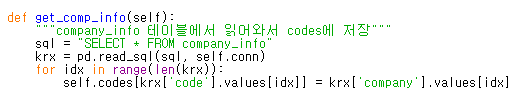 def get_comp_info(self):
    """company_info 테이블에서 읽어와서 codes에 저장"""
    sql = "SELECT * FROM company_info"
    krx = pd.read_sql(sql, self.conn)
    for idx in range(len(krx)):
        self.codes[krx['code'].values[idx]] = krx['company'].values[idx]